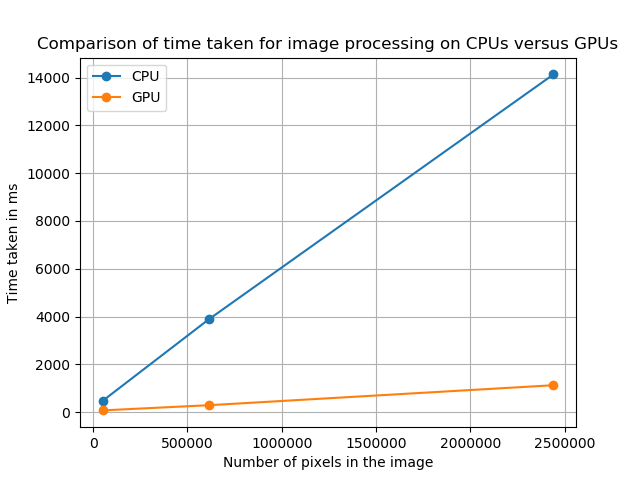 Comparison of time taken for image processing on CPUs versus GPUs
CPU
GPU
14000
12000
10000
8000
6000
4000
2000
0
Time taken in ms
0 500000 1000000 1500000 2000000 2500000
Number of pixels in the image